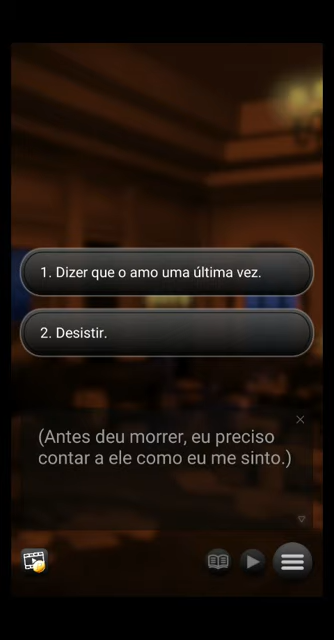 1. Dizer que o amo uma última vez.
2. Desistir.
(Antes deu morrer, eu preciso
contar a ele como eu me sinto.)